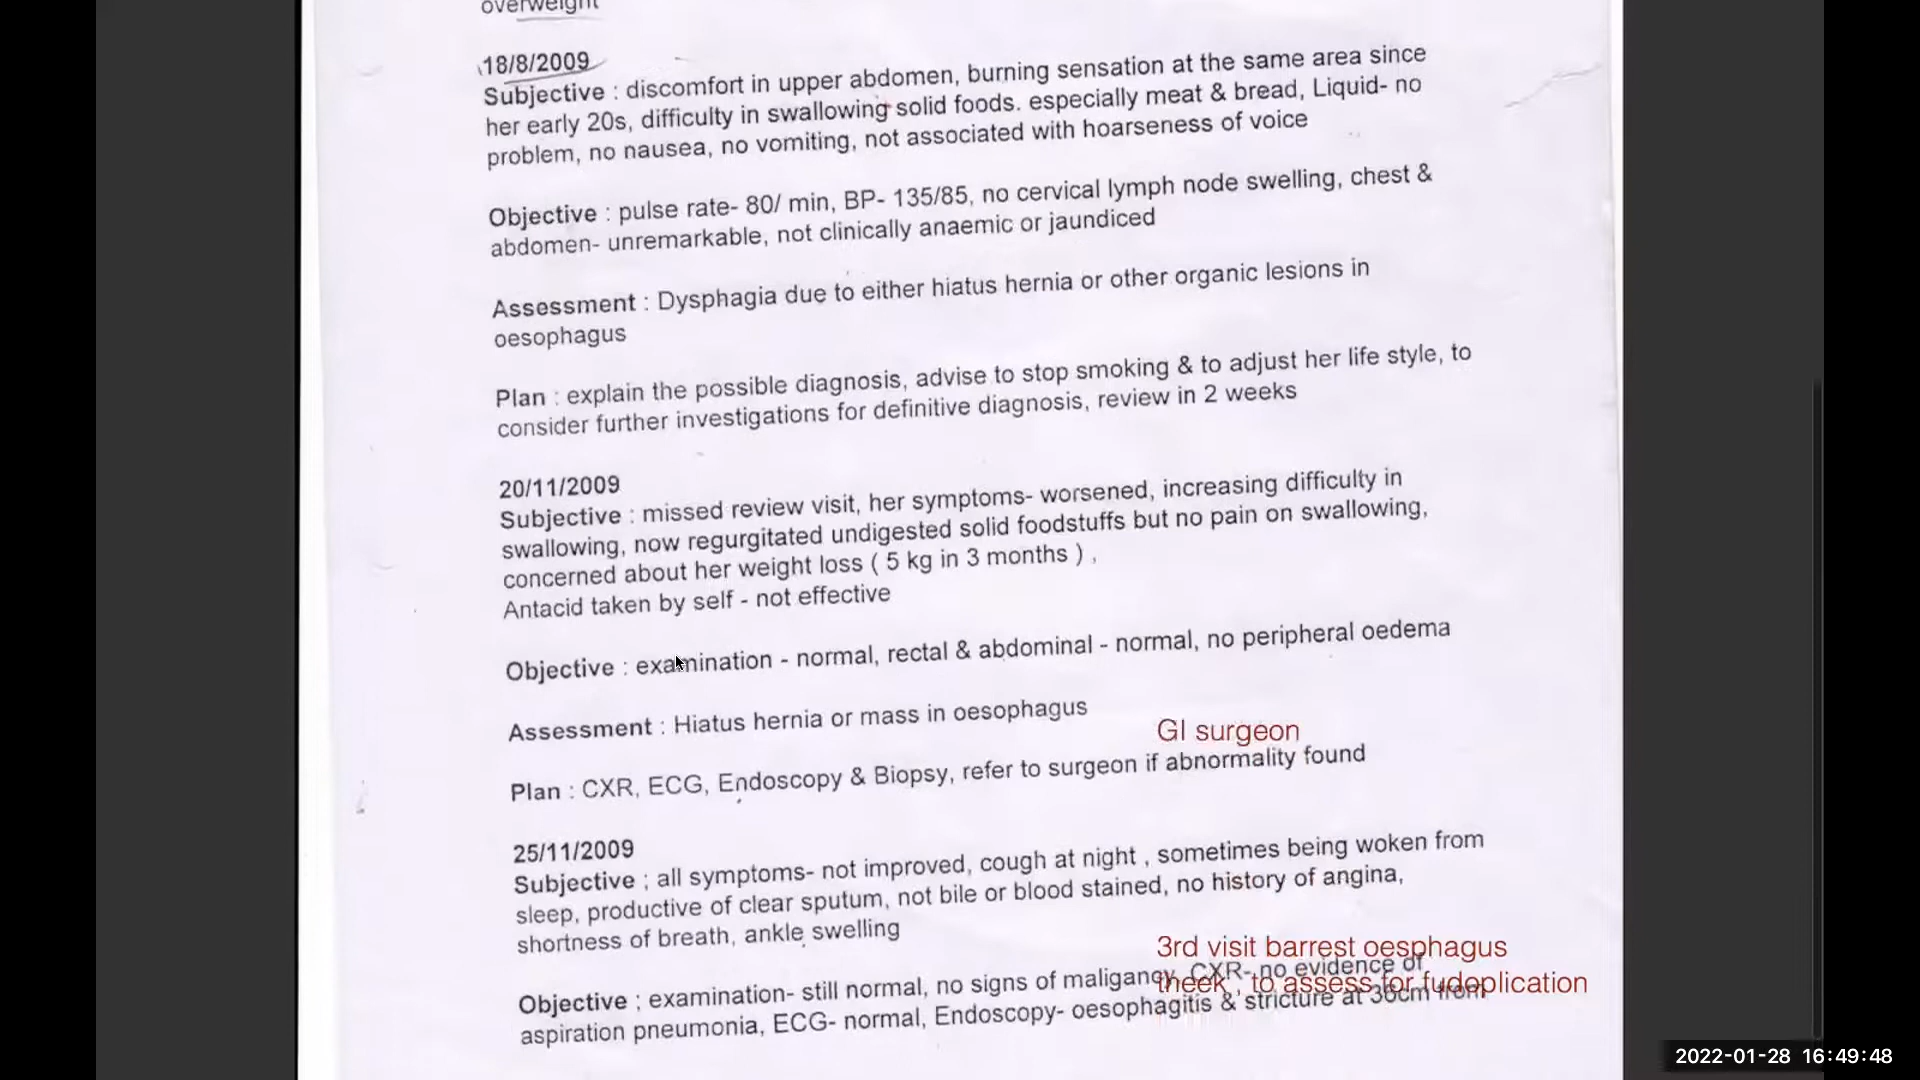 overweight
18/8/2009
Subjective : discomfort in upper abdomen, burning sensation at the same area since
her early 20s, difficulty in swallowing solid foods. especially meat & bread, Liquid- no
problem, no nausea, no vomiting, not associated with hoarseness of voice
Objective : pulse rate- 80/ min, BP- 135/85, no cervical lymph node swelling, chest &
abdomen- unremarkable, not clinically anaemic or jaundiced
Assessment : Dysphagia due to either hiatus hernia or other organic lesions in
oesophagus
Plan : explain the possible diagnosis, advise to stop smoking & to adjust her life style, to
consider further investigations for definitive diagnosis, review in 2 weeks
20/11/2009
Subjective : missed review visit, her symptoms- worsened, increasing difficulty in
swallowing, now regurgitated undigested solid foodstuffs but no pain on swallowing,
concerned about her weight loss ( 5 kg in 3 months ) ,
Antacid taken by self - not effective
Objective : examination - normal, rectal & abdominal - normal, no peripheral oedema
Assessment : Hiatus hernia or mass in oesophagus
GI surgeon
Plan : CXR, ECG, Endoscopy & Biopsy, refer to surgeon if abnormality found
25/11/2009
Subjective ; all symptoms- not improved, cough at night , sometimes being woken from
sleep, productive of clear sputum, not bile or blood stained, no history of angina,
shortness of breath, ankle swelling
3rd visit barrest oesphagus
theek , to assess for fudeplication
Objective ; examination- still normal, no signs of maligancy, CXR- no evidence of
aspiration pneumonia, ECG- normal, Endoscopy- oesophagitis & stricture at 36cm from
2022-01-28 16:49:48